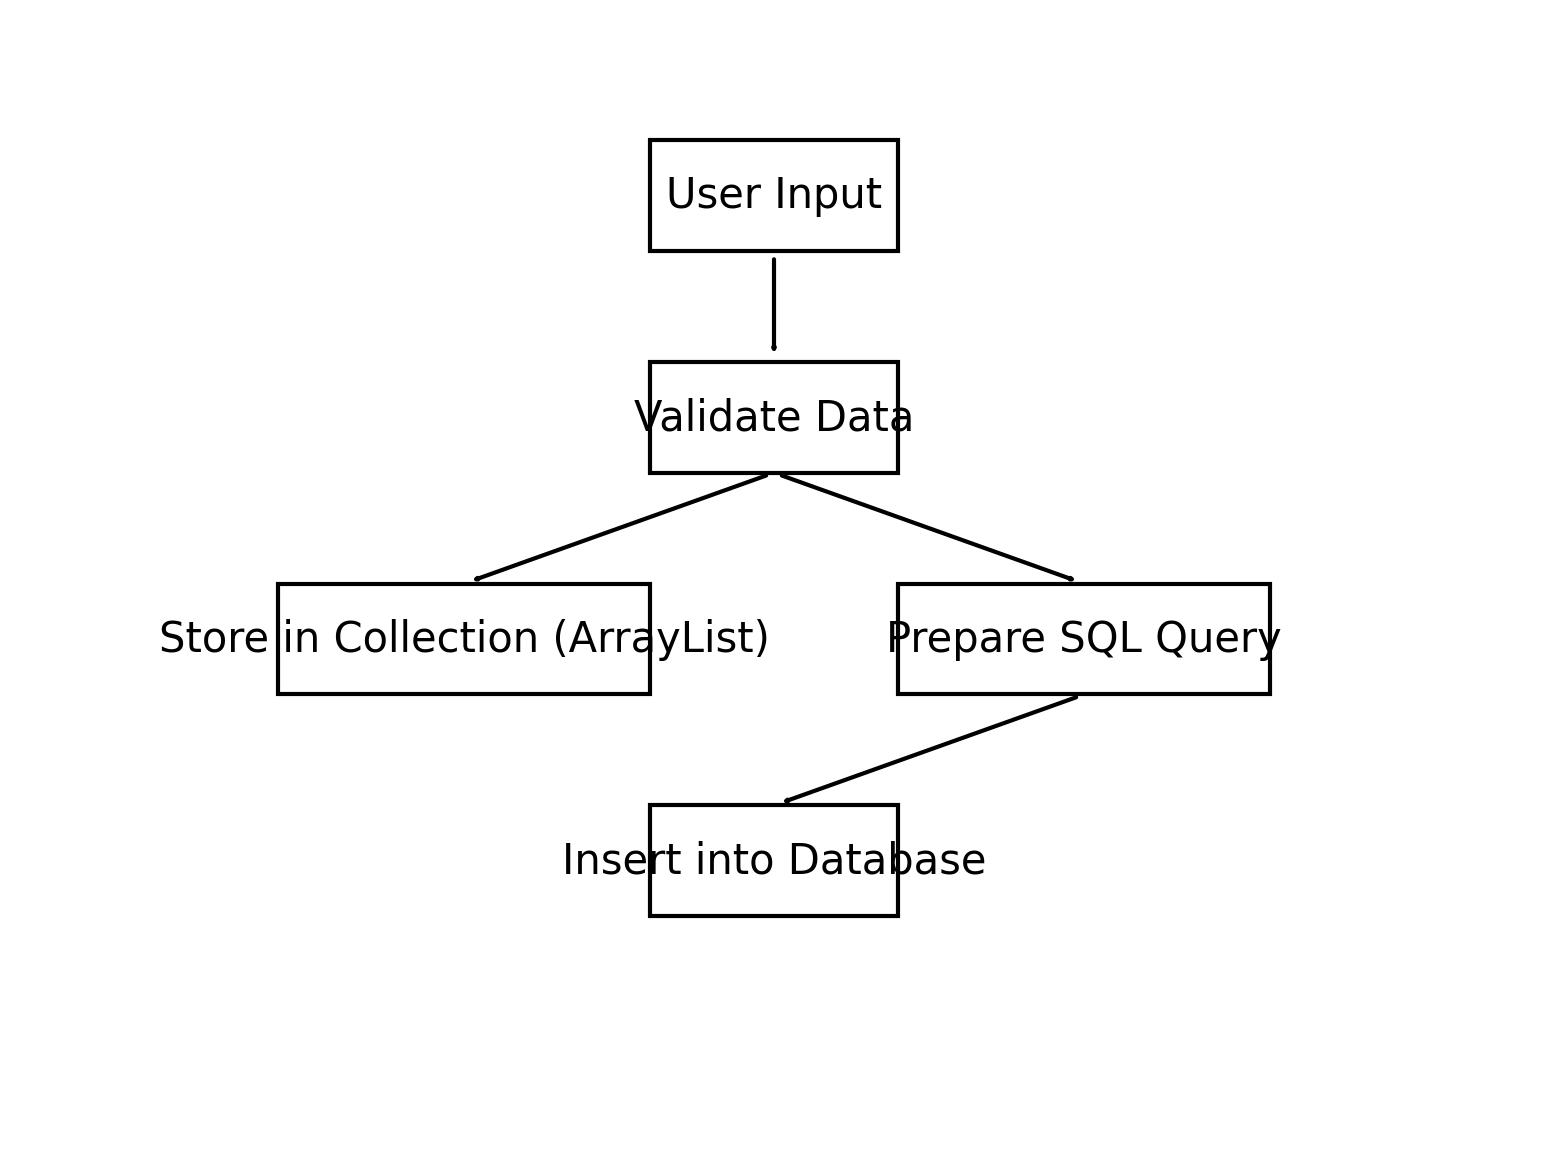 User Input
Validate Data
Store in Collection (ArrayList)
Prepare SQL Query
Insert into Database